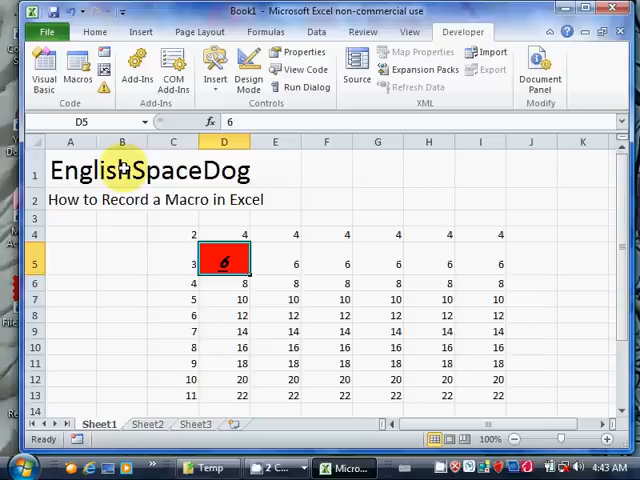 Book1 - Microsoft Excel non-commercial use
File Home Insert Page Layout Formulas Data Review View Developer
Visual Basic Macros Add-Ins COM Add-Ins Insert Design Mode Properties View Code Run Dialog Source Map Properties Expansion Packs Refresh Data Import Export Document Panel
Code Add-Ins Controls XML Modify
D5 fx 6
A B C D E F G H I J K
1 EnglishSpaceDog
2 How to Record a Macro in Excel
3
4 2 4 4 4 4 4 4
5 3 6 6 6 6 6 6
6 4 8 8 8 8 8 8
7 5 10 10 10 10 10 10
8 6 12 12 12 12 12 12
9 7 14 14 14 14 14 14
10 8 16 16 16 16 16 16
11 9 18 18 18 18 18 18
12 10 20 20 20 20 20 20
13 11 22 22 22 22 22 22
14
Sheet1 Sheet2 Sheet3
Ready 100%
Temp 2 C... Micro... 4:43 AM